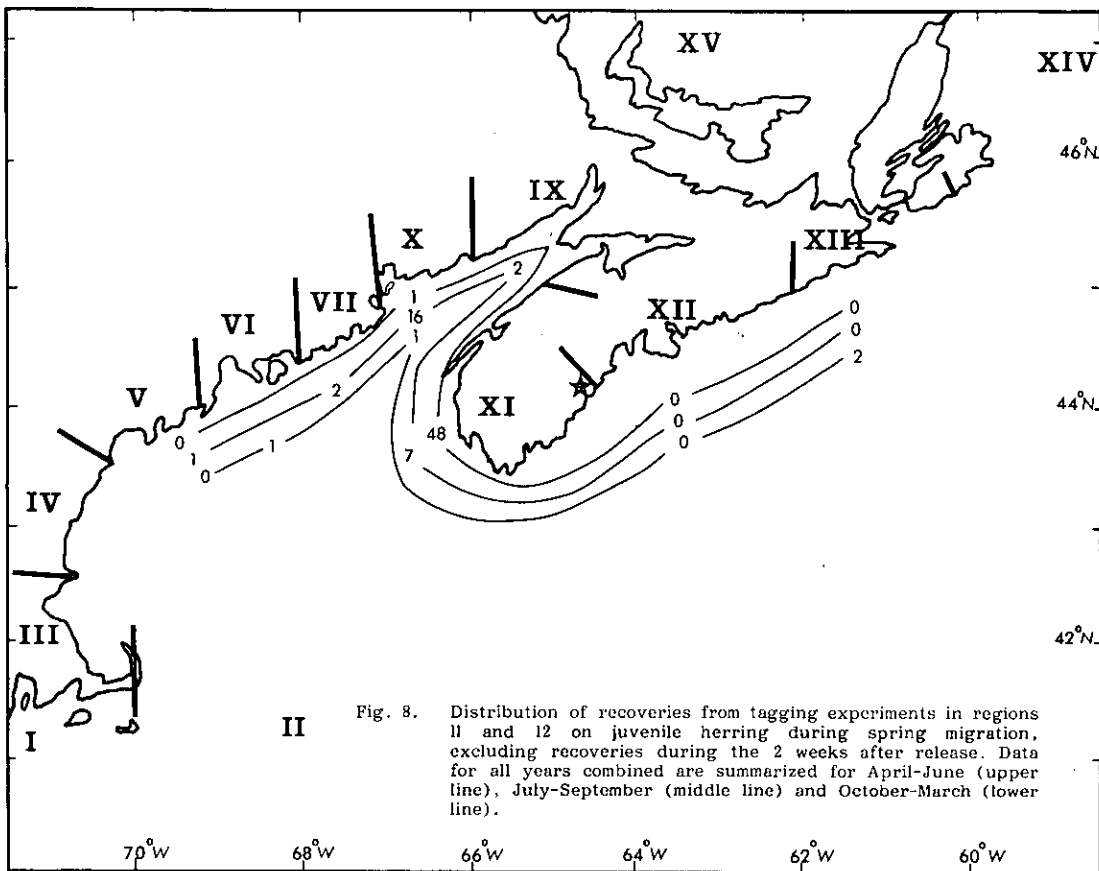 XV
XIV
46°N
IX
X
XIII
VII
2
1
16
XII
VI
1
0
0
2
V
2
44°N
0
0
0
XI
0
1
1
48
0
7
IV
III
42°N
Fig. 8. Distribution of recoveries from tagging experiments in regions
11 and 12 on juvenile herring during spring migration,
excluding recoveries during the 2 weeks after release. Data
for all years combined are summarized for April-June (upper
line), July-September (middle line) and October-March (lower
line).
I
II
70°W
68°W
66°W
64°W
62°W
60°W